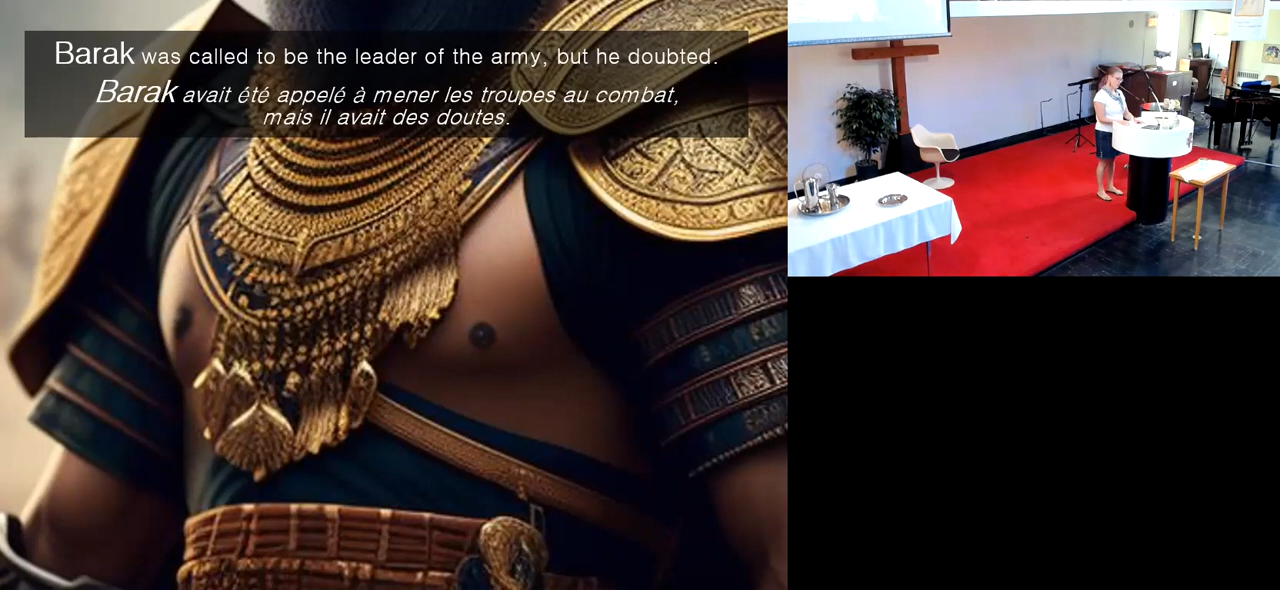 Barak was called to be the leader of the army, but he doubted.
Barak avait été appelé à mener les troupes au combat,
mais il avait des doutes.